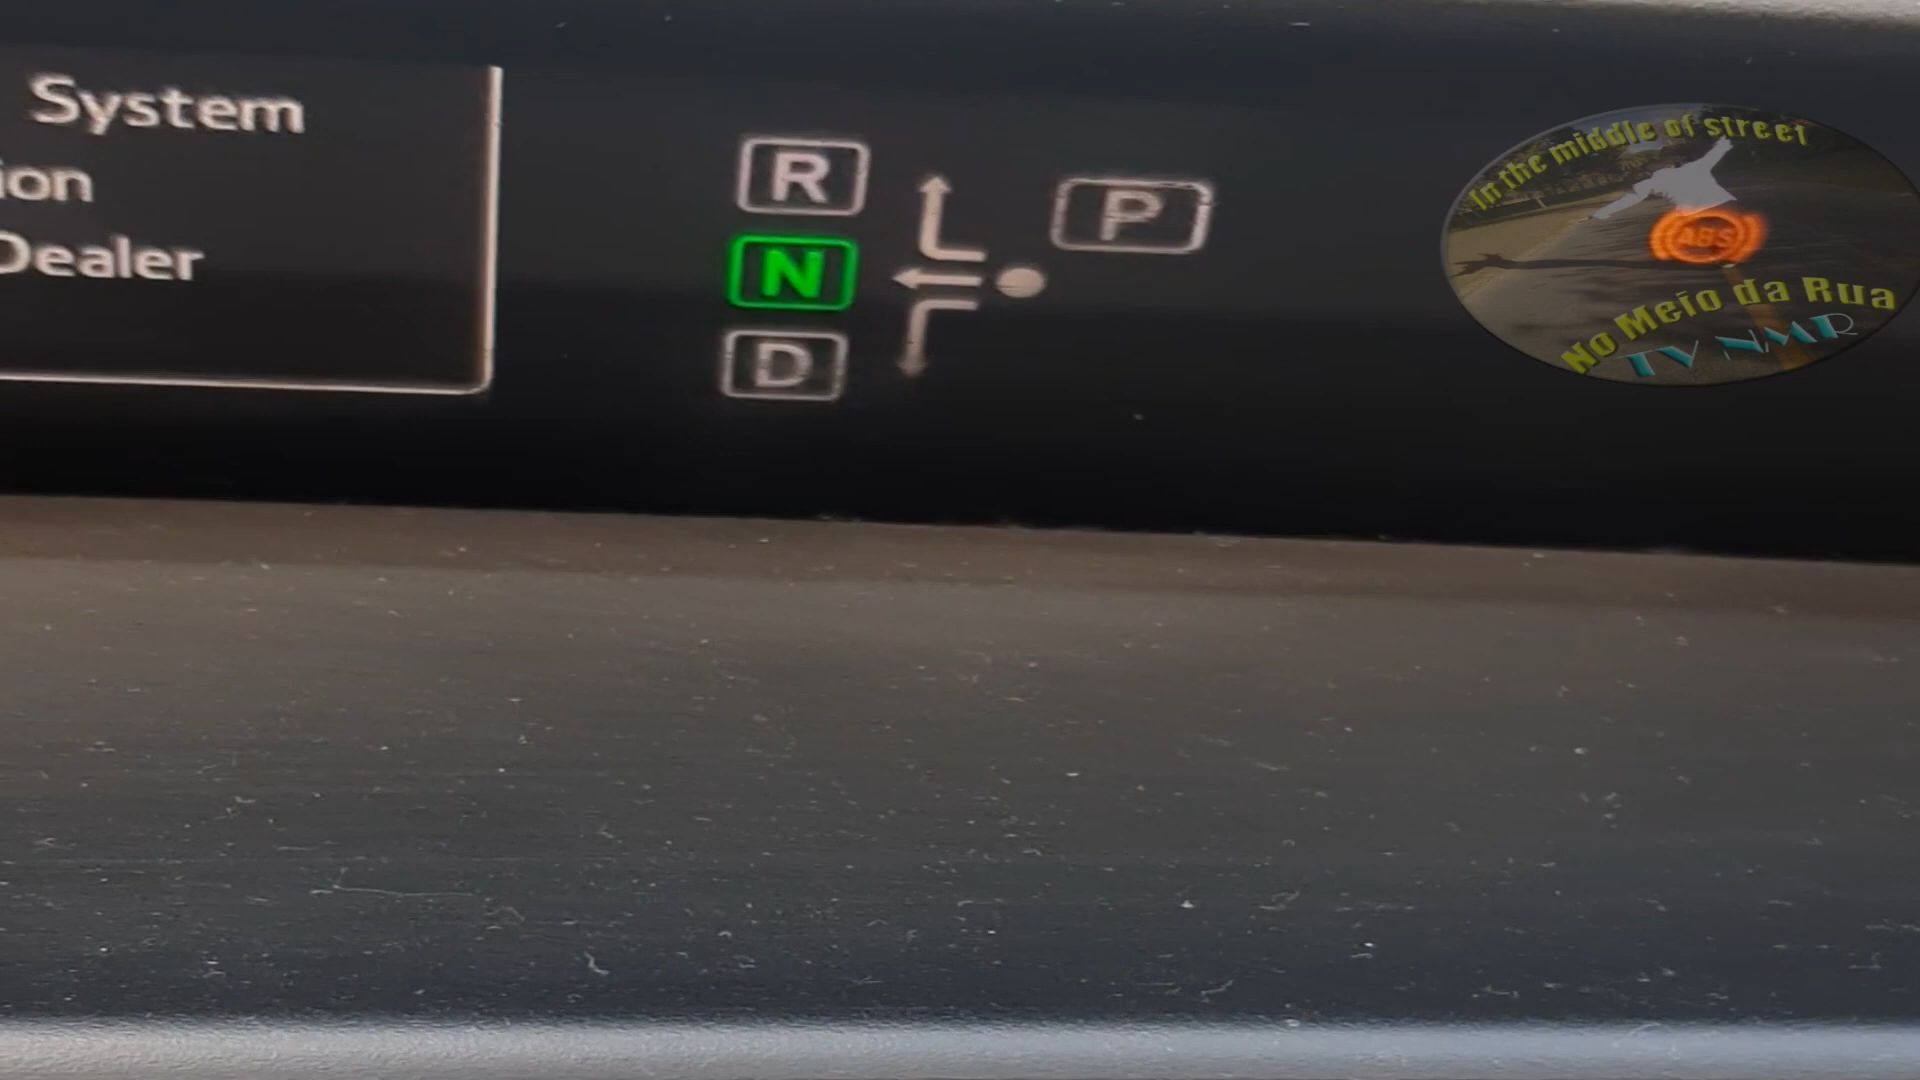 System
ion
Dealer
R
N
D
P
In the middle of street
ABS
No Meio da Rua
TV NMR